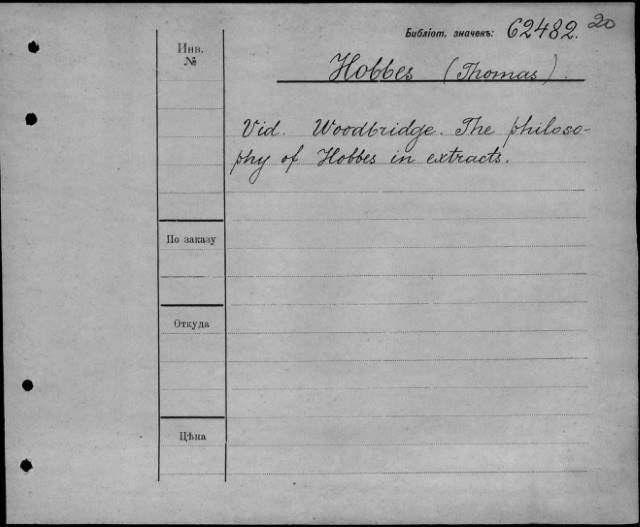 Библіот. значекъ: 62482. 20
Инв.
№
Hobbes (Thomas).
Vid. Woodbridge. The philoso-
phy of Hobbes in extracts.
По заказу
Откуда
Цѣна